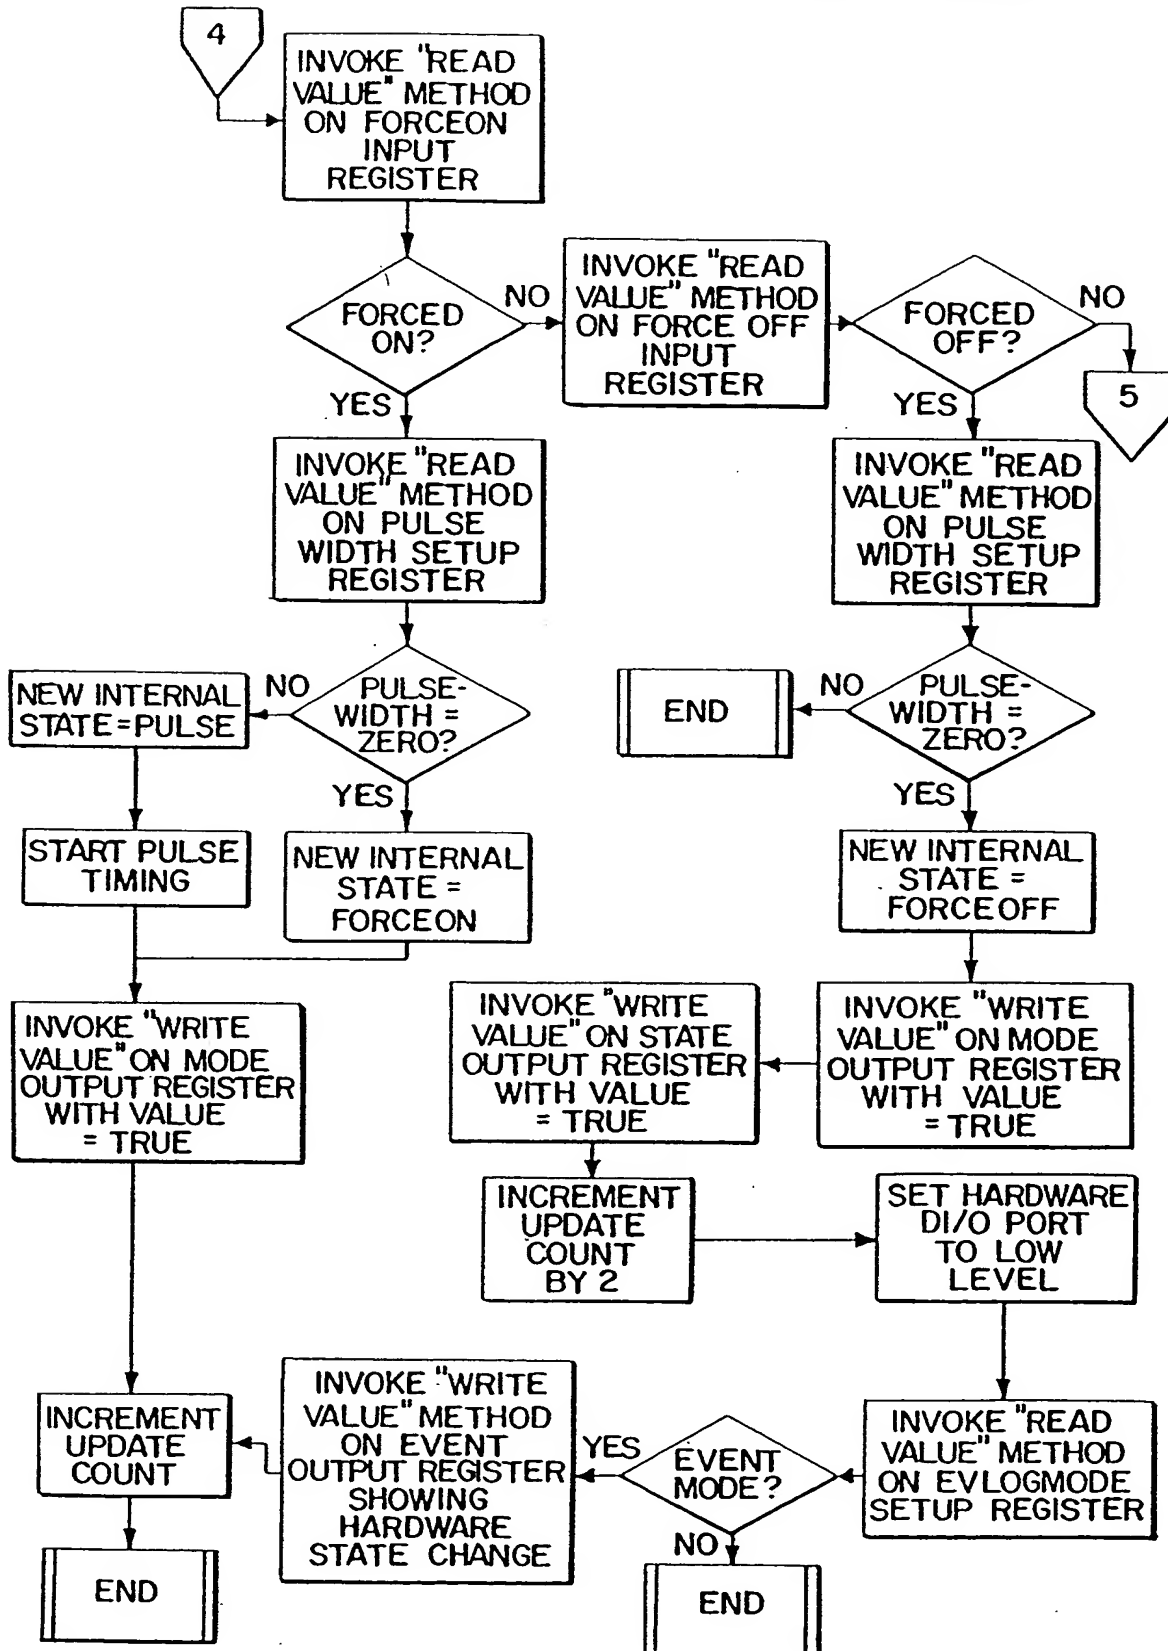 4
INVOKE "READ
VALUE" METHOD
ON FORCEON
INPUT
REGISTER
FORCED
ON?
NO
INVOKE "READ
VALUE" METHOD
ON FORCE OFF
INPUT
REGISTER
FORCED
OFF?
NO
5
YES
YES
INVOKE "READ
VALUE" METHOD
ON PULSE
WIDTH SETUP
REGISTER
INVOKE "READ
VALUE" METHOD
ON PULSE
WIDTH SETUP
REGISTER
NEW INTERNAL
STATE=PULSE
NO
PULSE-
WIDTH =
ZERO?
END
NO
PULSE-
WIDTH =
ZERO?
YES
YES
START PULSE
TIMING
NEW INTERNAL
STATE =
FORCEON
NEW INTERNAL
STATE =
FORCEOFF
INVOKE "WRITE
VALUE" ON MODE
OUTPUT REGISTER
WITH VALUE
= TRUE
INVOKE "WRITE
VALUE" ON STATE
OUTPUT REGISTER
WITH VALUE
= TRUE
INVOKE "WRITE
VALUE" ON MODE
OUTPUT REGISTER
WITH VALUE
= TRUE
INCREMENT
UPDATE
COUNT
BY 2
SET HARDWARE
DI/O PORT
TO LOW
LEVEL
INCREMENT
UPDATE
COUNT
INVOKE "WRITE
VALUE" METHOD
ON EVENT
OUTPUT REGISTER
SHOWING
HARDWARE
STATE CHANGE
YES
EVENT
MODE?
INVOKE "READ
VALUE" METHOD
ON EVLOGMODE
SETUP REGISTER
NO
END
END